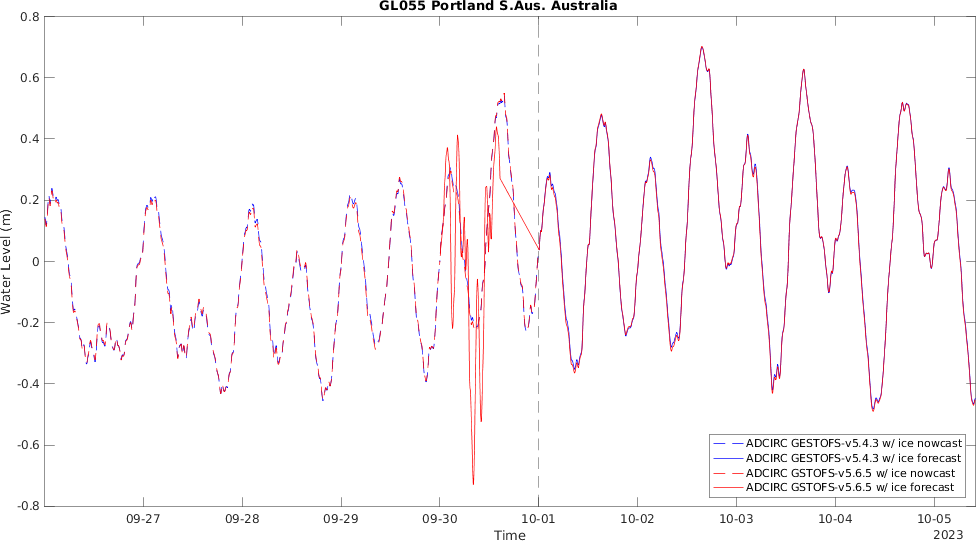 GL055 Portland S.Aus. Australia
Water Level (m)
0.8
0.6
0.4
0.2
0
-0.2
-0.4
-0.6
-0.8
ADCIRC GESTOFS-v5.4.3 w/ ice nowcast
ADCIRC GESTOFS-v5.4.3 w/ ice forecast
ADCIRC GSTOFS-v5.6.5 w/ ice nowcast
ADCIRC GSTOFS-v5.6.5 w/ ice forecast
09-27 09-28 09-29 09-30 10-01 10-02 10-03 10-04 10-05
Time 2023